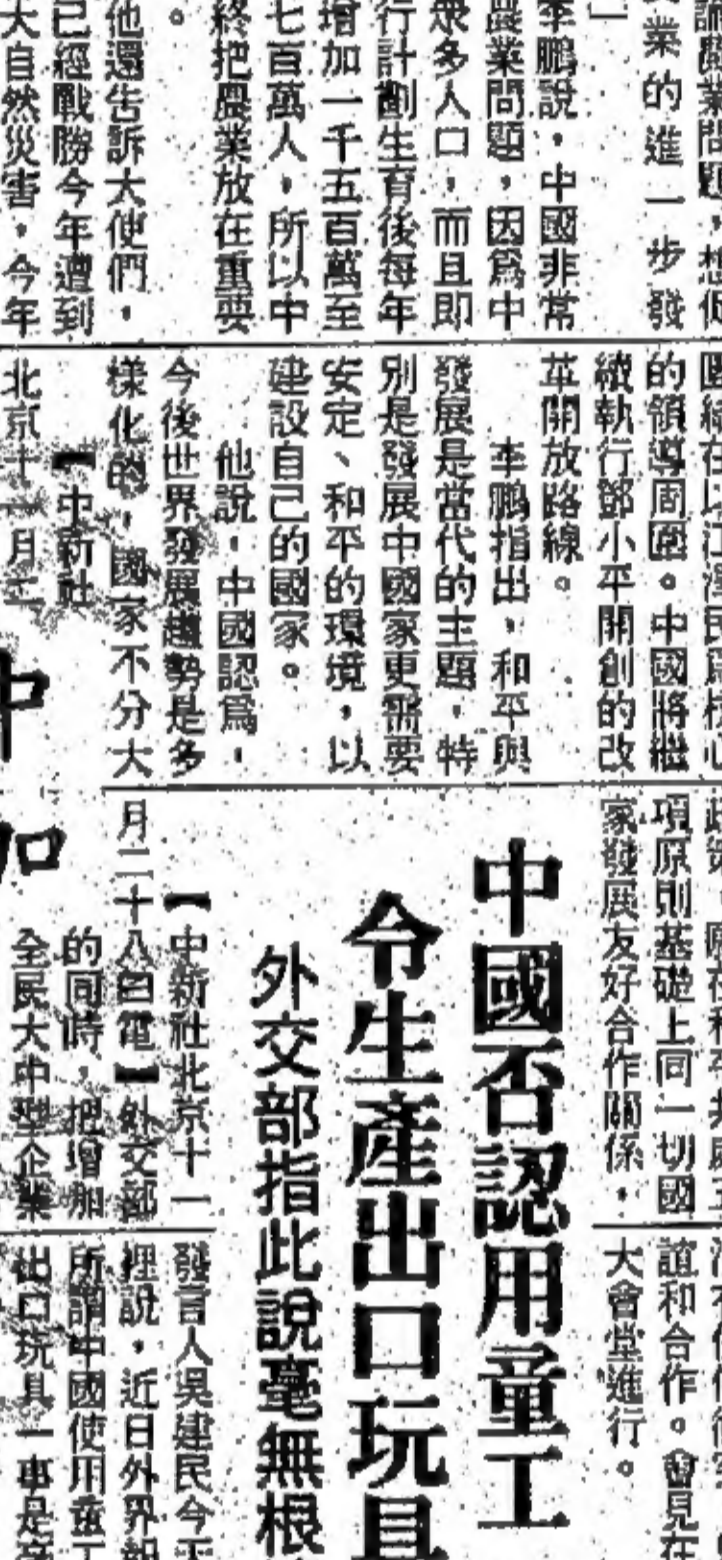 業的進一步發
」
李鵬說，中國非常
農業問題，因爲中
眾多人口，而且即
行計劃生育後每年
增加一千五百萬至
七百萬人，所以中
終把農業放在重要
。
他還告訴大使們，
已經戰勝今年遭到
大自然災害，今年
的領導周圍。中國將繼
續執行鄧小平開創的改
革開放路線。
李鵬指出，和平與
發展是當代的主題，特
別是發展中國家更需要
安定、和平的環境，以
建設自己的國家。
他說，中國認爲，
今後世界發展趨勢是多
樣化的，國家不分大
【中新社
北京十一月二
項原則基礎上同一切國
家發展友好合作關係，
誼和合作。會見在
大會堂進行。
中國否認用童工
令生產出口玩具
外交部指此說毫無根
【中新社北京十一
月二十八日電】外交部
發言人吳建民今天
裡說，近日外界
所謂中國使用童工
出口玩具一事是
的同時，把增加
全民大中型企業
中
加